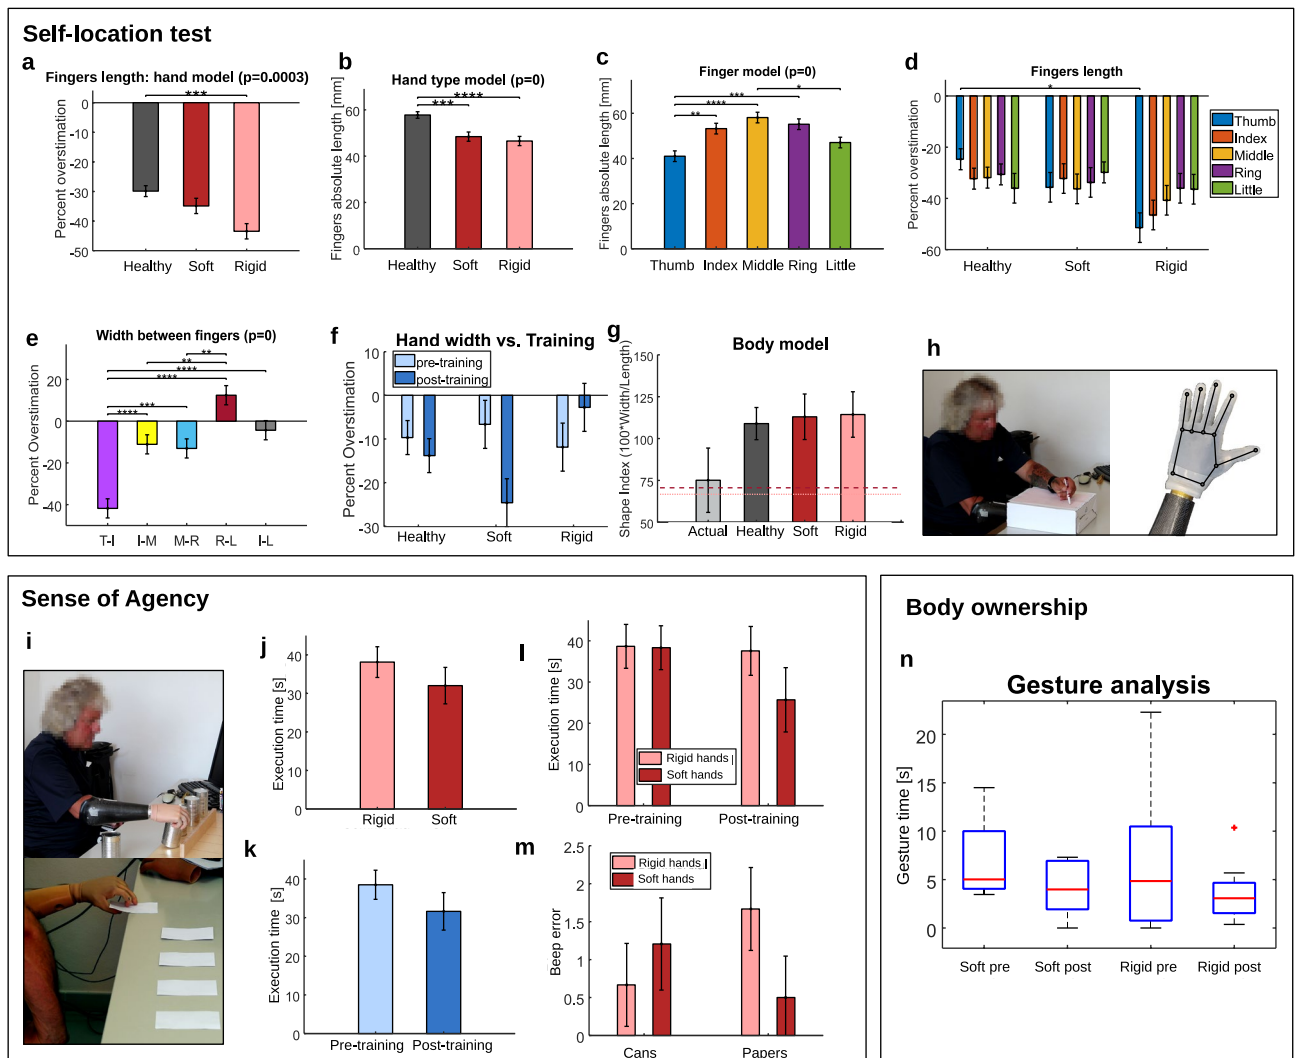 Self-location test
a
Fingers length: hand model (p=0.0003)
***
Percent overstimation
0
-10
-20
-30
-40
-50
Healthy Soft Rigid
b
Hand type model (p=0)
****
***
Fingers absolute length [mm]
60
40
20
0
Healthy Soft Rigid
c
Finger model (p=0)
*
***
****
**
Fingers absolute length [mm]
80
60
40
20
0
Thumb Index Middle Ring Little
d
Fingers length
*
Percent overestimation
0
-20
-40
-60
Healthy Soft Rigid
Thumb
Index
Middle
Ring
Little
e
Width between fingers (p=0)
**
**
****
****
***
****
Percent Overstimation
20
0
-20
-40
T-I I-M M-R R-L I-L
f
Hand width vs. Training
pre-training
post-training
Percent Overstimation
10
0
-10
-20
-30
Healthy Soft Rigid
g
Body model
Shape Index (100*Width/Length)
150
125
100
75
50
Actual Healthy Soft Rigid
h
Sense of Agency
i
j
Execution time [s]
40
30
20
10
0
Rigid Soft
k
Execution time [s]
40
30
20
10
0
Pre-training Post-training
l
Execution time [s]
40
30
20
10
0
Rigid hands
Soft hands
Pre-training Post-training
m
Beep error
2.5
2
1.5
1
0.5
0
Rigid hands
Soft hands
Cans Papers
Body ownership
n
Gesture analysis
Gesture time [s]
20
15
10
5
0
Soft pre Soft post Rigid pre Rigid post